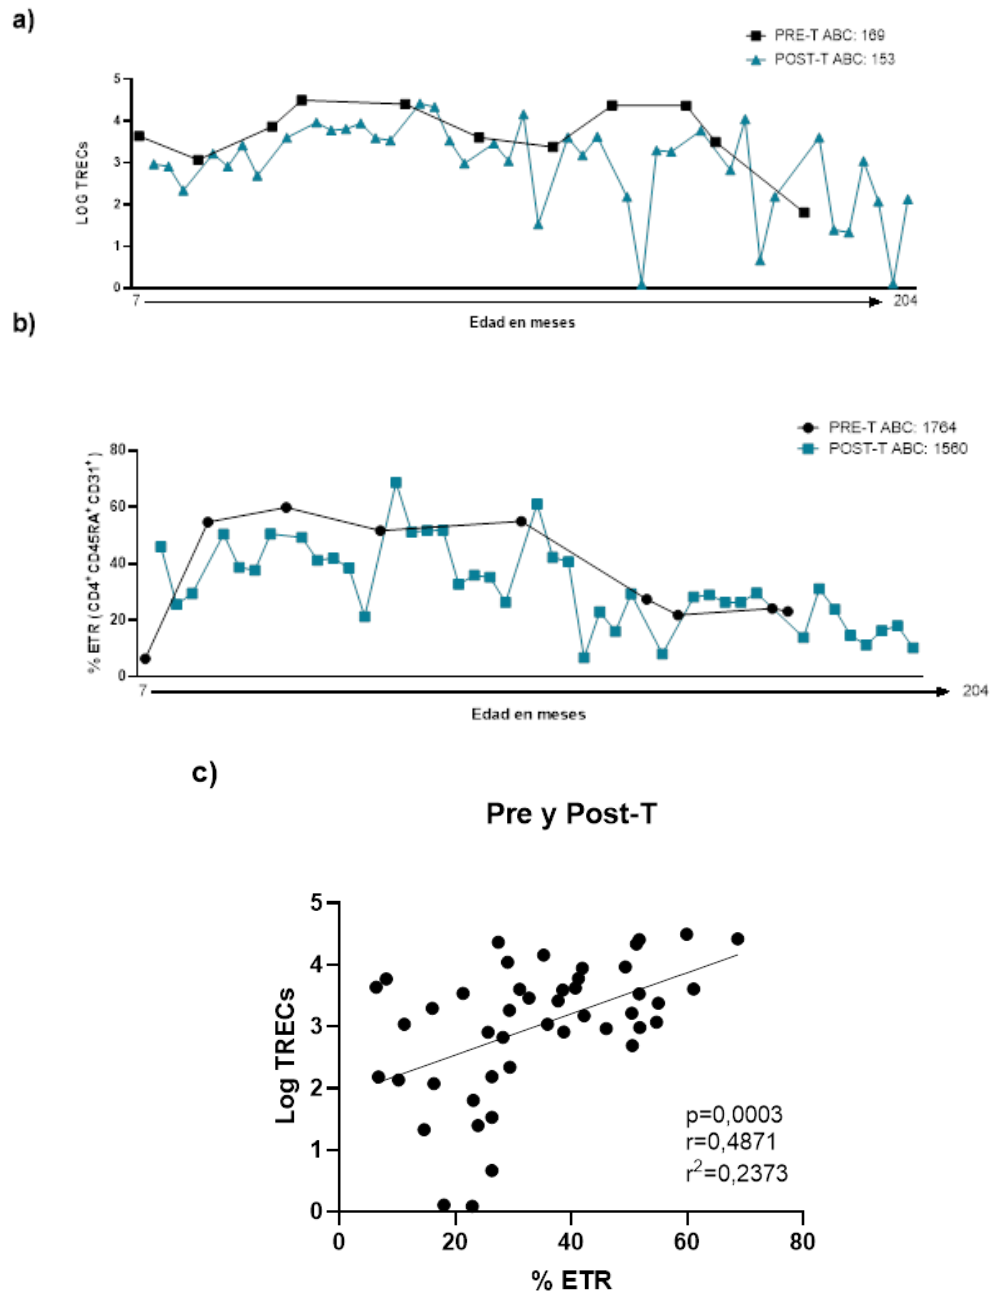 a)
PRE-T ABC: 169
POST-T ABC: 153
5
4
3
2
1
0
LOG TRECs
7
204
Edad en meses
b)
PRE-T ABC: 1764
POST-T ABC: 1560
80
60
40
20
0
% ETR (CD4⁺ CD45RA⁺ CD31⁺)
7
204
Edad en meses
c)
Pre y Post-T
5
4
3
2
1
0
Log TRECs
p=0,0003
r=0,4871
r²=0,2373
0 20 40 60 80
% ETR